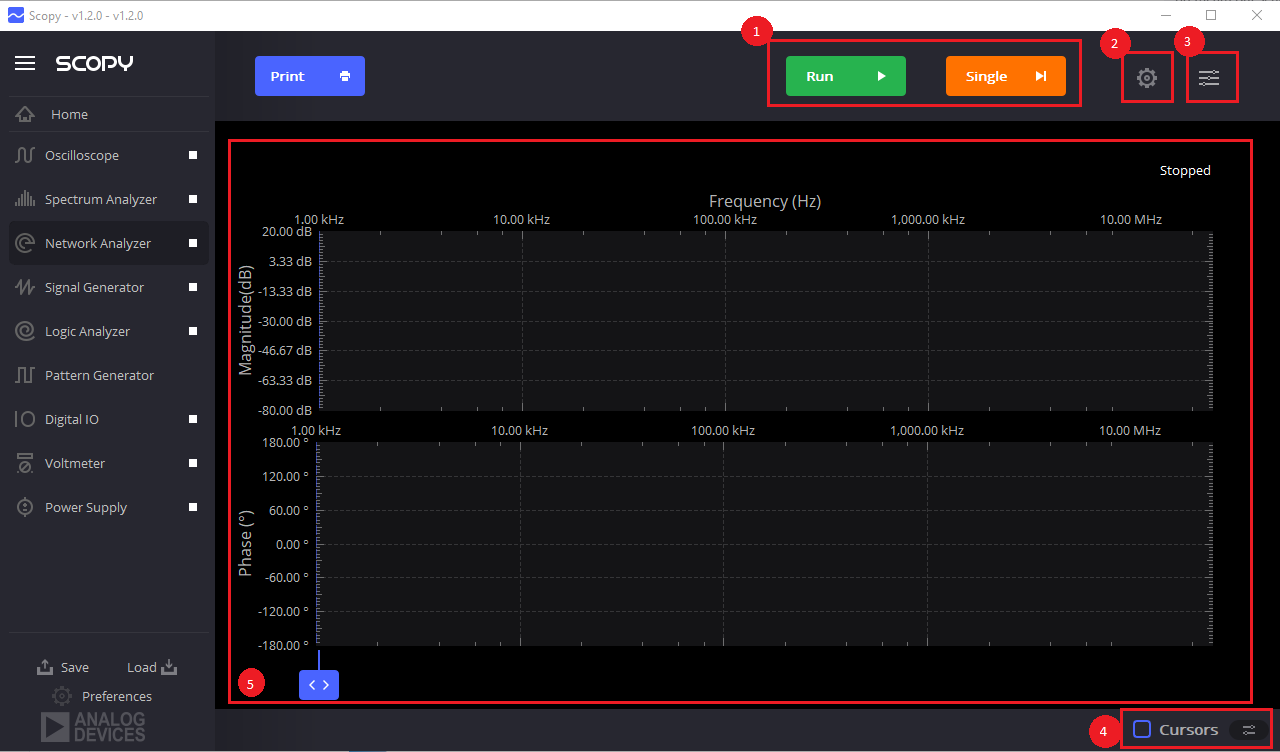 Scopy - v1.2.0 - v1.2.0
SCOPY
Home
Oscilloscope
Spectrum Analyzer
Network Analyzer
Signal Generator
Logic Analyzer
Pattern Generator
Digital IO
Voltmeter
Power Supply
Save Load
Preferences
ANALOG
DEVICES
Print
1
Run
Single
2
3
Stopped
Frequency (Hz)
1.00 kHz 10.00 kHz 100.00 kHz 1,000.00 kHz 10.00 MHz
Magnitude(dB)
20.00 dB
3.33 dB
-13.33 dB
-30.00 dB
-46.67 dB
-63.33 dB
-80.00 dB
1.00 kHz 10.00 kHz 100.00 kHz 1,000.00 kHz 10.00 MHz
Phase (°)
180.00 °
120.00 °
60.00 °
0.00 °
-60.00 °
-120.00 °
-180.00 °
5
4
Cursors